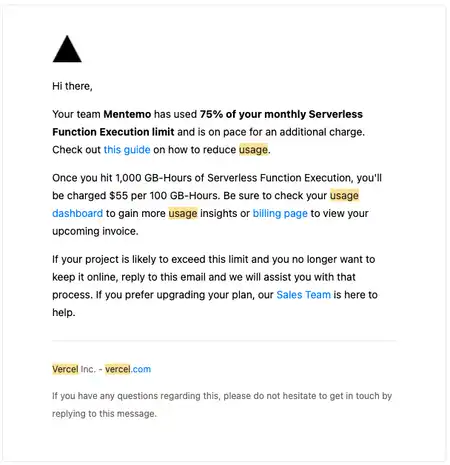 Hi there,
Your team Mentemo has used 75% of your monthly Serverless
Function Execution limit and is on pace for an additional charge.
Check out this guide on how to reduce usage.
Once you hit 1,000 GB-Hours of Serverless Function Execution, you'll
be charged $55 per 100 GB-Hours. Be sure to check your usage
dashboard to gain more usage insights or billing page to view your
upcoming invoice.
If your project is likely to exceed this limit and you no longer want to
keep it online, reply to this email and we will assist you with that
process. If you prefer upgrading your plan, our Sales Team is here to
help.
Vercel Inc. - vercel.com
If you have any questions regarding this, please do not hesitate to get in touch by
replying to this message.